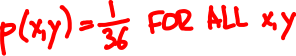 p(x,y) = 1/36 FOR ALL x,y